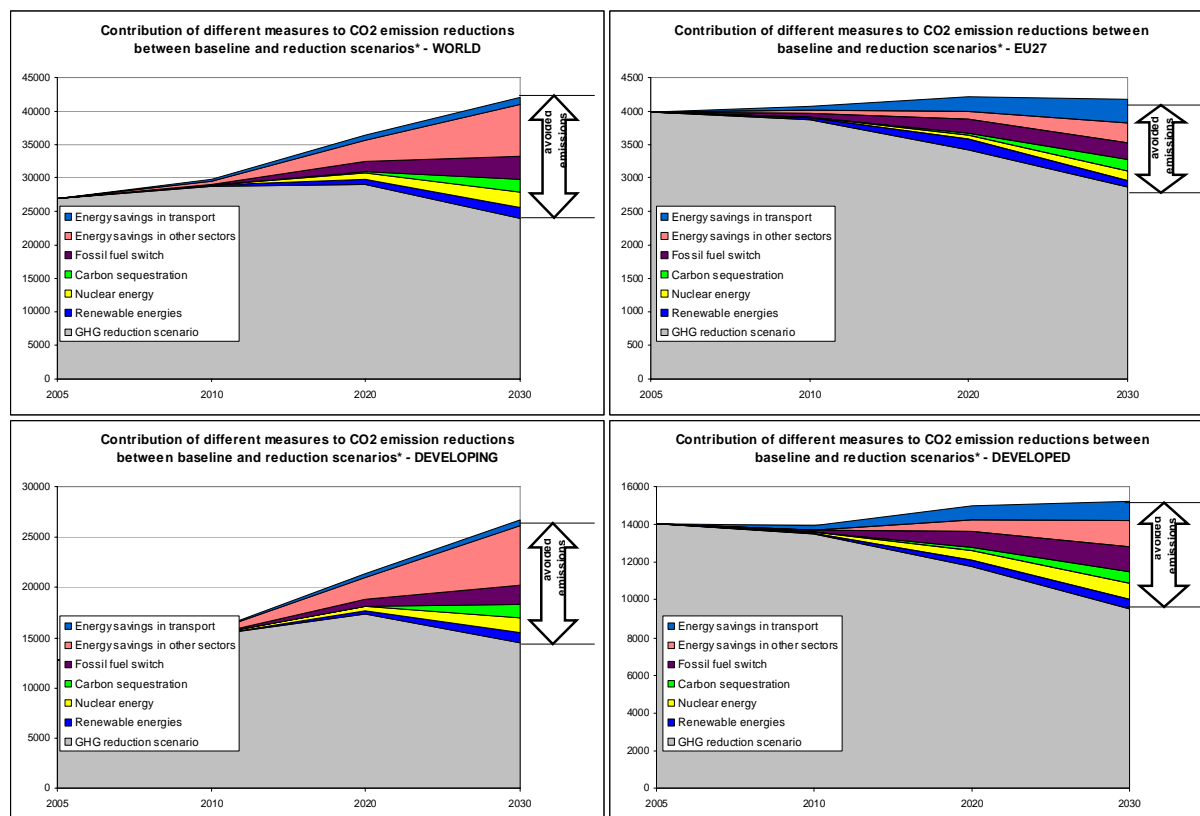 Contribution of different measures to CO2 emission reductions
between baseline and reduction scenarios* - WORLD
45000
40000
35000
30000
25000
20000
15000
10000
5000
0
2005
2010
2020
2030
avoided
emissions
Energy savings in transport
Energy savings in other sectors
Fossil fuel switch
Carbon sequestration
Nuclear energy
Renewable energies
GHG reduction scenario
Contribution of different measures to CO2 emission reductions between
baseline and reduction scenarios* - EU27
4500
4000
3500
3000
2500
2000
1500
1000
500
0
2005
2010
2020
2030
avoided
emissions
Energy savings in transport
Energy savings in other sectors
Fossil fuel switch
Carbon sequestration
Nuclear energy
Renewable energies
GHG reduction scenario
Contribution of different measures to CO2 emission reductions
between baseline and reduction scenarios* - DEVELOPING
30000
25000
20000
15000
10000
5000
0
2005
2010
2020
2030
avoided
emissions
Energy savings in transport
Energy savings in other sectors
Fossil fuel switch
Carbon sequestration
Nuclear energy
Renewable energies
GHG reduction scenario
Contribution of different measures to CO2 emission reductions between
baseline and reduction scenarios* - DEVELOPED
16000
14000
12000
10000
8000
6000
4000
2000
0
2005
2010
2020
2030
avoided
emissions
Energy savings in transport
Energy savings in other sectors
Fossil fuel switch
Carbon sequestration
Nuclear energy
Renewable energies
GHG reduction scenario